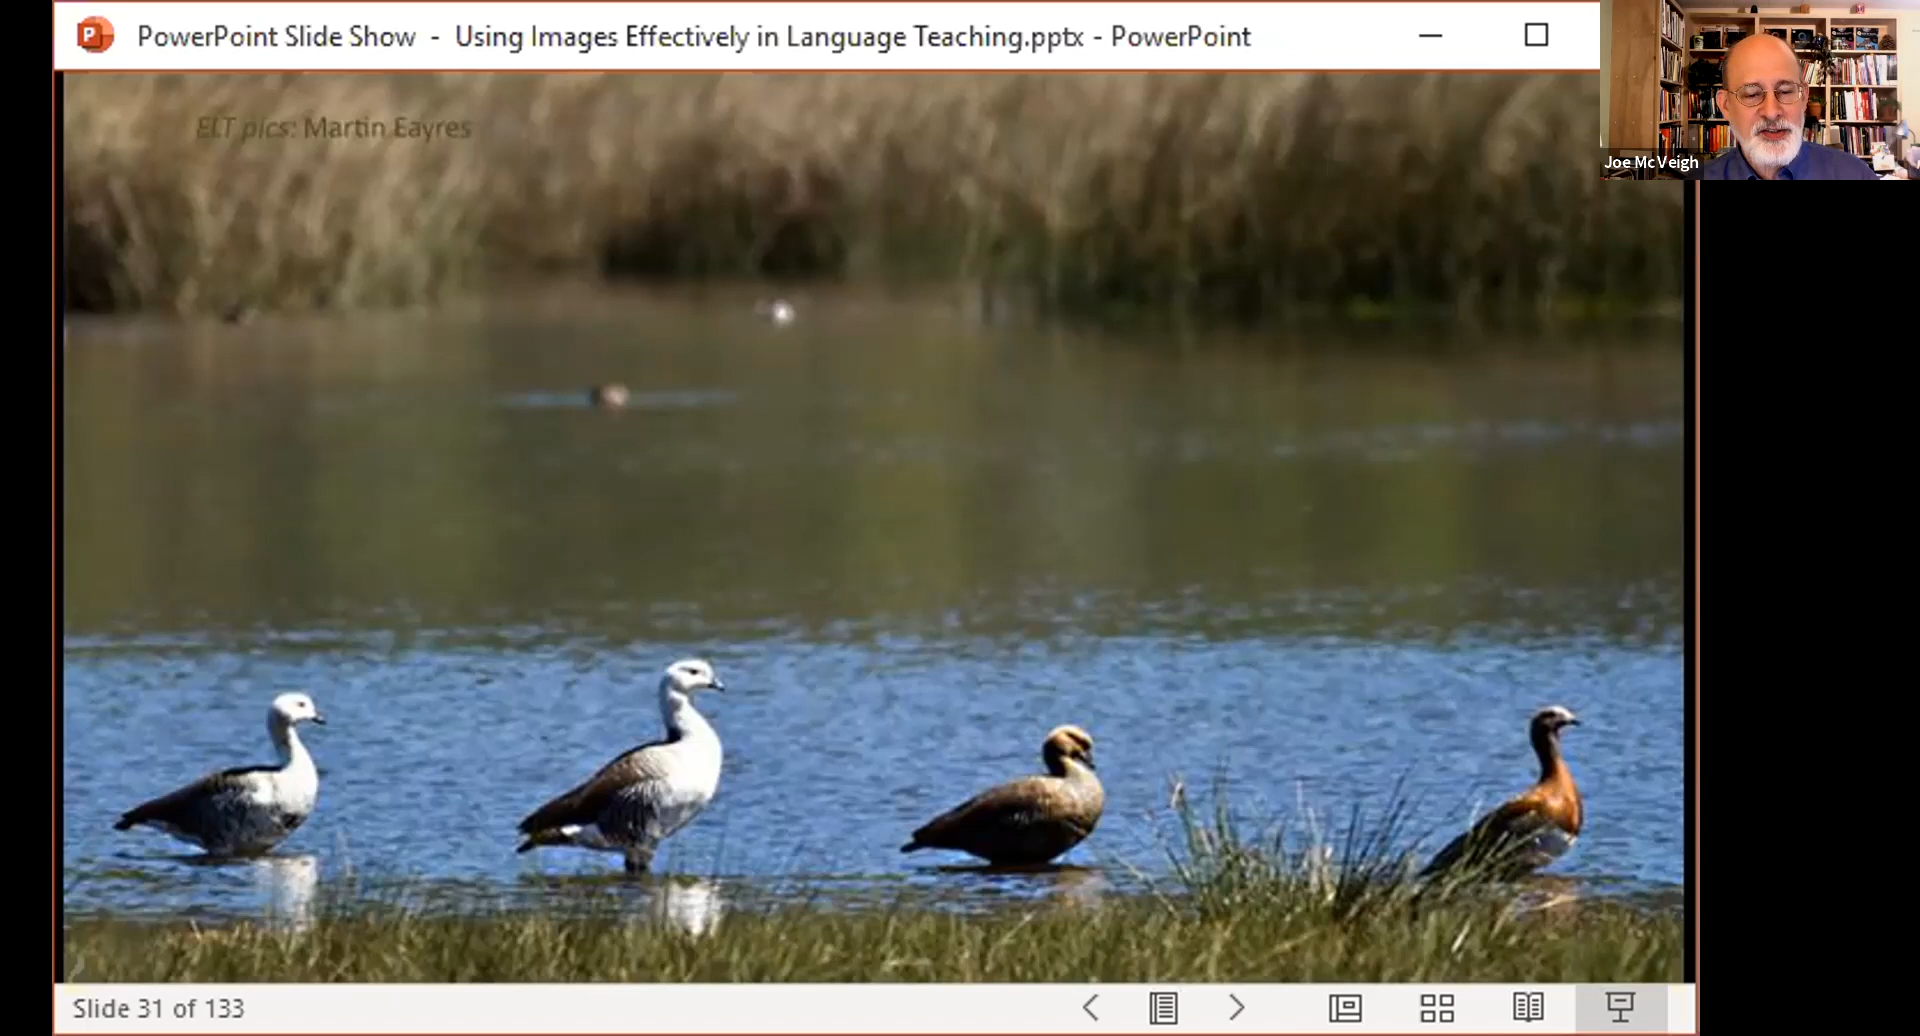 PowerPoint Slide Show - Using Images Effectively in Language Teaching.pptx - PowerPoint
Joe McVeigh
ELT pics: Martin Eayres
Slide 31 of 133